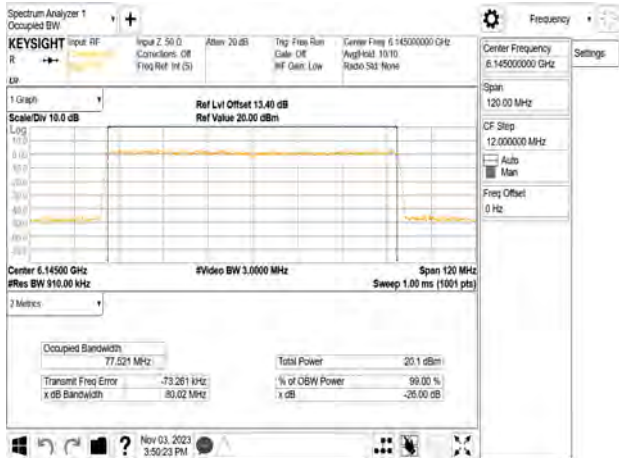 Spectrum Analyzer 1
Occupied BW
+
Frequency
KEYSIGHT
R
Input: RF
Input Z: 50 Ω
Corrections: Off
Freq Ref: Int (S)
Atten: 20 dB
Trig: Free Run
Gate: Off
#IF Gain: Low
Center Freq: 6.145000000 GHz
Avg|Hold: 10/10
Radio Std: None
Center Frequency
6.145000000 GHz
Settings
Span
120.00 MHz
CF Step
12.000000 MHz
Auto
Man
Freq Offset
0 Hz
1 Graph
Scale/Div 10.0 dB
Ref Lvl Offset 13.40 dB
Ref Value 20.00 dBm
Log
Center 6.14500 GHz
#Video BW 3.0000 MHz
Span 120 MHz
#Res BW 910.00 kHz
Sweep 1.00 ms (1001 pts)
2 Metrics
Occupied Bandwidth
77.521 MHz
Total Power
20.1 dBm
Transmit Freq Error
-73.261 kHz
% of OBW Power
99.00 %
x dB Bandwidth
80.02 MHz
x dB
-26.00 dB
?
Nov 03, 2023
3:50:23 PM